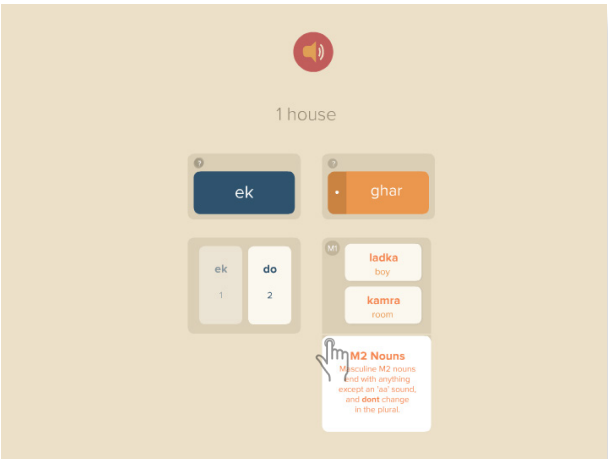 1 house
?
ek
?
ghar
ek
1
do
2
M1
ladka
boy
kamra
room
M2 Nouns
Masculine M2 nouns
end with anything
except an 'aa' sound,
and dont change
in the plural.